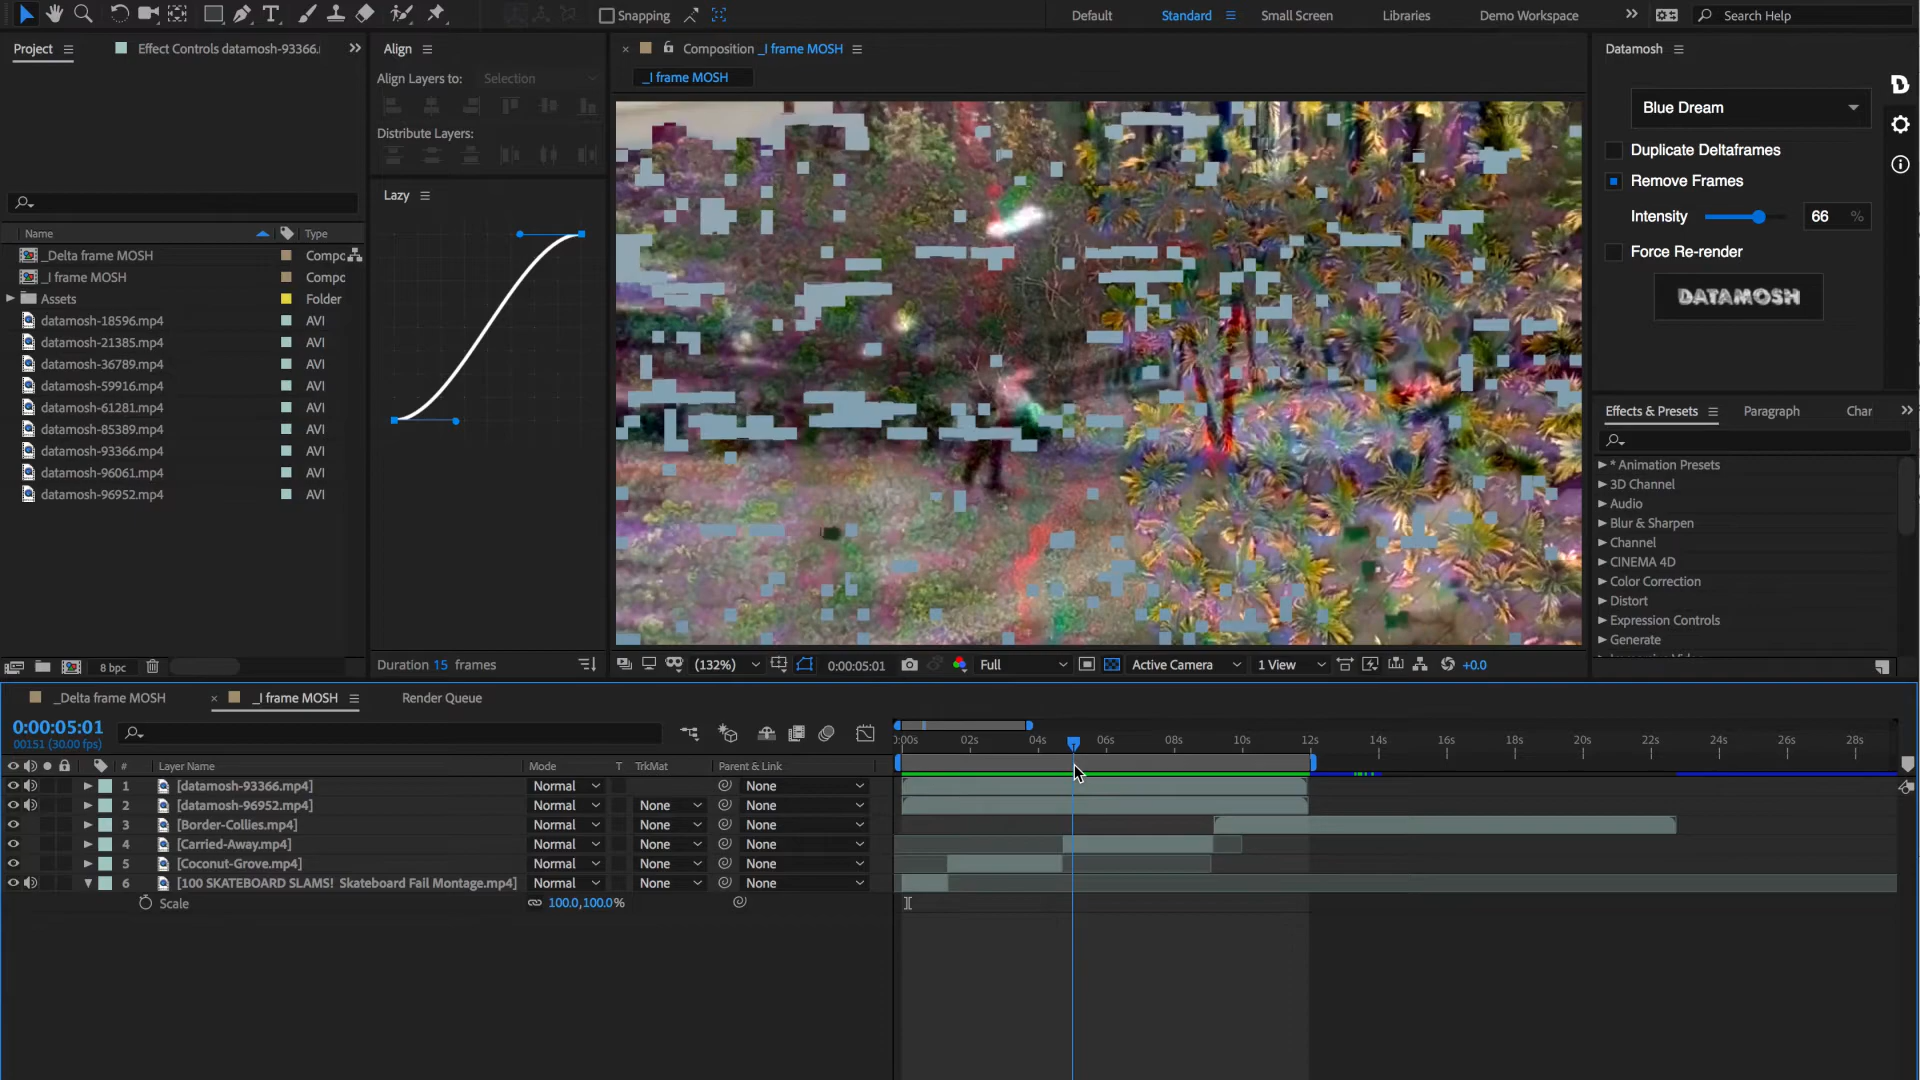 Snapping
Default
Standard
Small Screen
Libraries
Demo Workspace
Search Help
Project
Effect Controls datamosh-93366.
Align
Composition _I frame MOSH
Datamosh
_I frame MOSH
Align Layers to:
Selection
Distribute Layers:
Lazy
Blue Dream
Duplicate Deltaframes
Remove Frames
Intensity
66 %
Force Re-render
DATAMOSH
Name
Type
_Delta frame MOSH
Compo
_I frame MOSH
Compo
Assets
Folder
datamosh-18596.mp4
AVI
datamosh-21385.mp4
AVI
datamosh-36789.mp4
AVI
datamosh-59916.mp4
AVI
datamosh-61281.mp4
AVI
datamosh-85389.mp4
AVI
datamosh-93366.mp4
AVI
datamosh-96061.mp4
AVI
datamosh-96952.mp4
AVI
Effects & Presets
Paragraph
Char
* Animation Presets
3D Channel
Audio
Blur & Sharpen
Channel
CINEMA 4D
Color Correction
Distort
Expression Controls
Generate
8 bpc
Duration 15 frames
(132%)
0:00:05:01
Full
Active Camera
1 View
+0.0
_Delta frame MOSH
_I frame MOSH
Render Queue
0:00:05:01
00151 (30.00 fps)
:00s
02s
04s
06s
08s
10s
12s
14s
16s
18s
20s
22s
24s
26s
28s
# Layer Name
Mode
T TrkMat
Parent & Link
1 [datamosh-93366.mp4] Normal None
2 [datamosh-96952.mp4] Normal None None
3 [Border-Collies.mp4] Normal None None
4 [Carried-Away.mp4] Normal None None
5 [Coconut-Grove.mp4] Normal None None
6 [100 SKATEBOARD SLAMS! Skateboard Fail Montage.mp4] Normal None None
Scale
100.0,100.0%